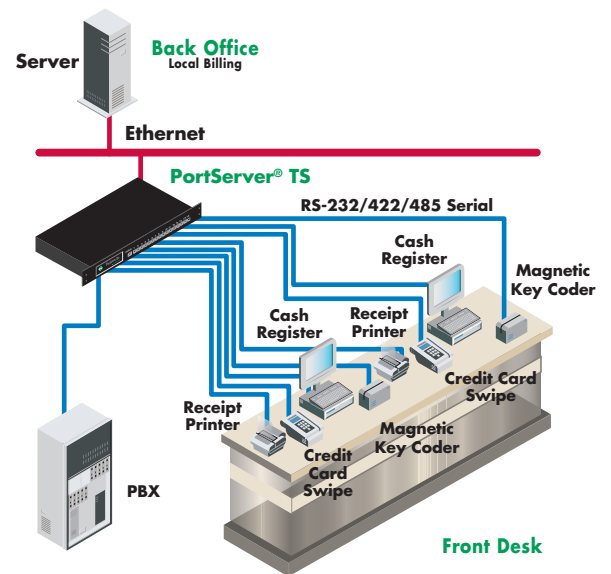 Back Office
Server
Local Billing
Ethernet
PortServer® TS
RS-232/422/485 Serial
Cash
Register
Magnetic
Key Coder
Cash
Register
Receipt
Printer
Credit Card
Swipe
Receipt
Printer
Magnetic
Key Coder
Credit
Card
Swipe
PBX
Front Desk